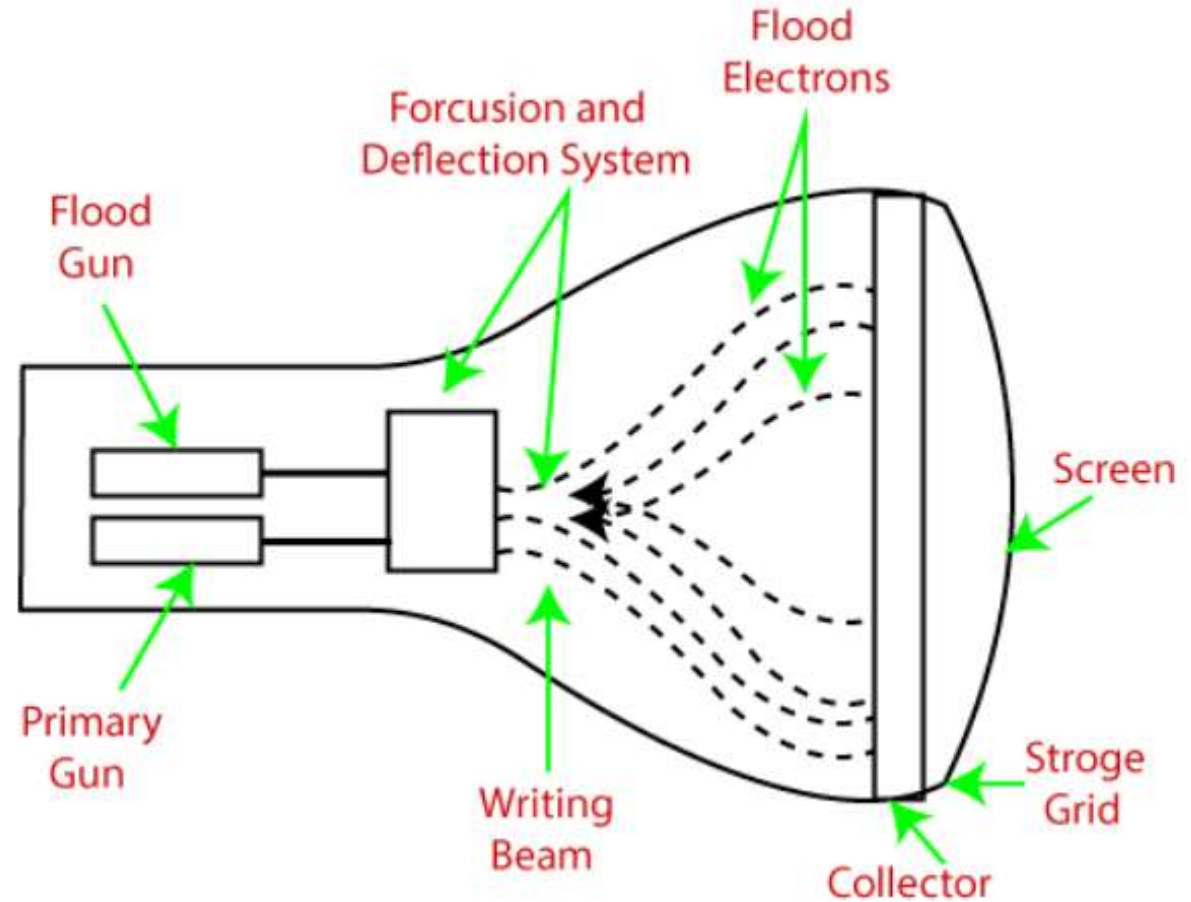 Flood
Electrons
Forcusion and
Deflection System
Flood
Gun
Screen
Primary
Gun
Writing
Beam
Stroge
Grid
Collector